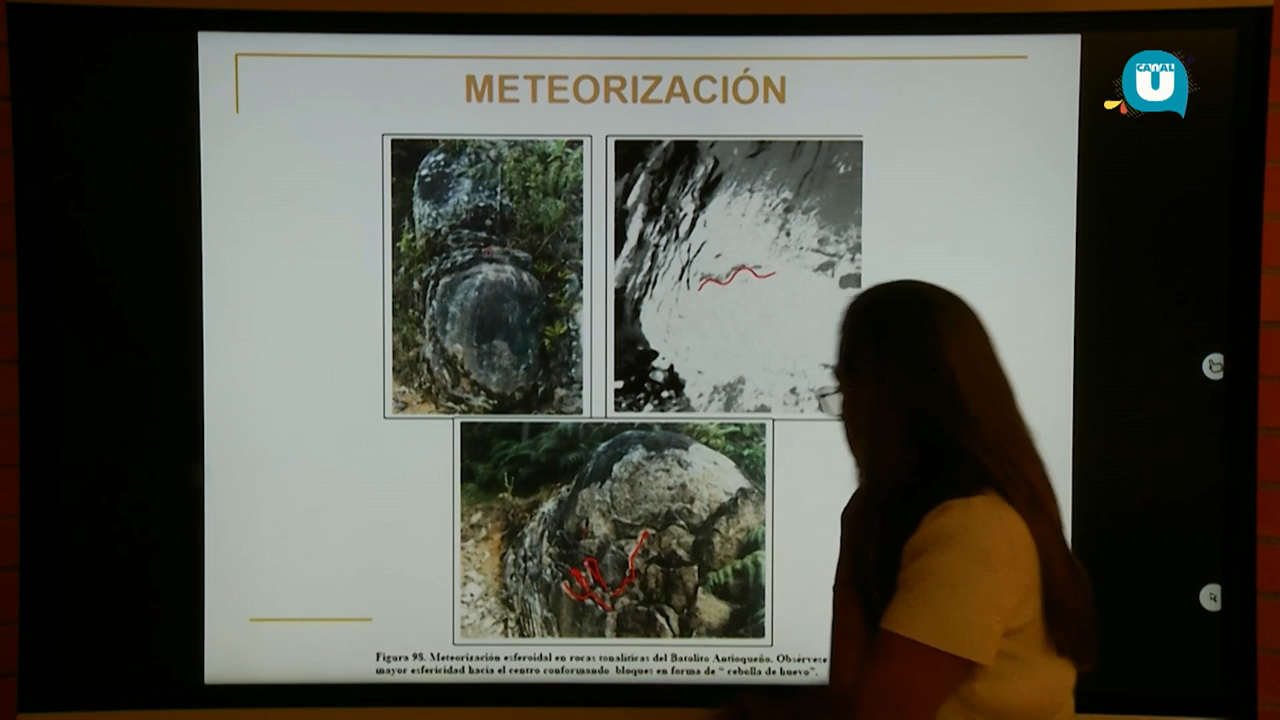 CANAL
U
METEORIZACIÓN
Figura 98. Meteorización esferoidal en rocas tonalíticas del Batolito Antioqueño. Obsérvese
mayor esfericidad hacia el centro conformando bloques en forma de "cebolla de huevo".